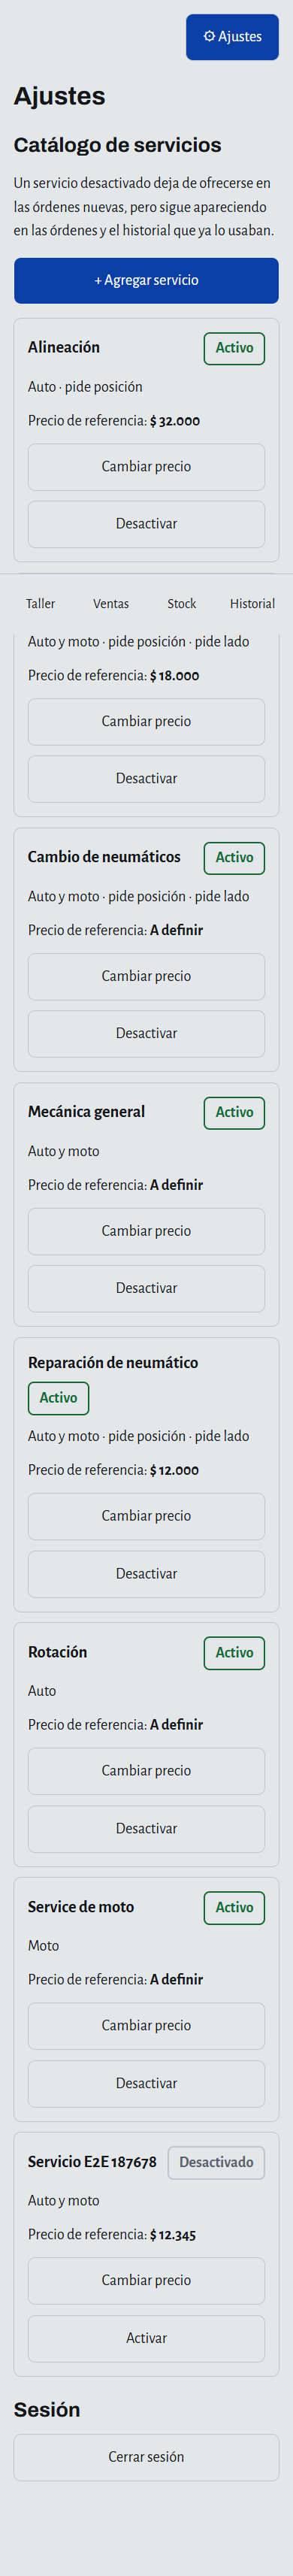 ⚙ Ajustes
Ajustes
Catálogo de servicios
Un servicio desactivado deja de ofrecerse en
las órdenes nuevas, pero sigue apareciendo
en las órdenes y el historial que ya lo usaban.
+ Agregar servicio
Alineación Activo
Auto · pide posición
Precio de referencia: $ 32.000
Cambiar precio
Desactivar
Taller Ventas Stock Historial
Auto y moto · pide posición · pide lado
Precio de referencia: $ 18.000
Cambiar precio
Desactivar
Cambio de neumáticos Activo
Auto y moto · pide posición · pide lado
Precio de referencia: A definir
Cambiar precio
Desactivar
Mecánica general Activo
Auto y moto
Precio de referencia: A definir
Cambiar precio
Desactivar
Reparación de neumático
Activo
Auto y moto · pide posición · pide lado
Precio de referencia: $ 12.000
Cambiar precio
Desactivar
Rotación Activo
Auto
Precio de referencia: A definir
Cambiar precio
Desactivar
Service de moto Activo
Moto
Precio de referencia: A definir
Cambiar precio
Desactivar
Servicio E2E 187678 Desactivado
Auto y moto
Precio de referencia: $ 12.345
Cambiar precio
Activar
Sesión
Cerrar sesión